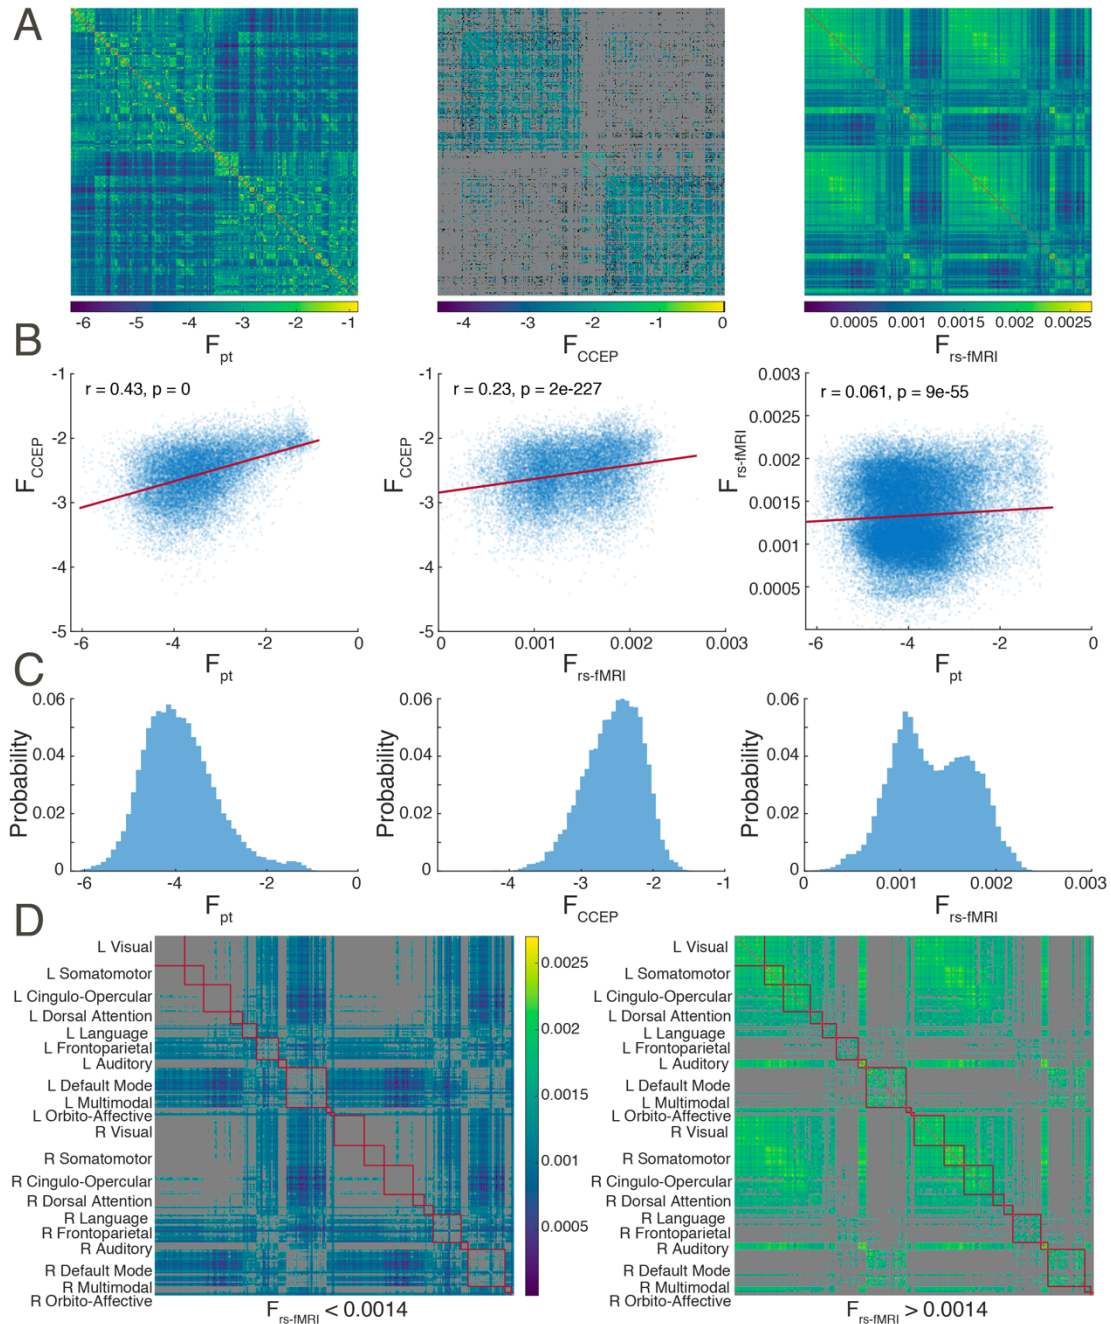 A
-6 -5 -4 -3 -2 -1
F_pt
-4 -3 -2 -1 0
F_CCEP
0.0005 0.001 0.0015 0.002 0.0025
F_rs-fMRI
B
r = 0.43, p = 0
-1
-2
-3
-4
-5
F_CCEP
-6 -4 -2 0
F_pt
r = 0.23, p = 2e-227
-1
-2
-3
-4
-5
F_CCEP
0 0.001 0.002 0.003
F_rs-fMRI
r = 0.061, p = 9e-55
0.003
0.0025
0.002
0.0015
0.001
0.0005
F_rs-fMRI
-6 -4 -2 0
F_pt
C
0.06
0.04
0.02
0
Probability
-6 -4 -2 0
F_pt
0.06
0.04
0.02
0
Probability
-4 -3 -2 -1
F_CCEP
0.06
0.04
0.02
0
Probability
0 0.001 0.002 0.003
F_rs-fMRI
D
L Visual
L Somatomotor
L Cingulo-Opercular
L Dorsal Attention
L Language
L Frontoparietal
L Auditory
L Default Mode
L Multimodal
L Orbito-Affective
R Visual
R Somatomotor
R Cingulo-Opercular
R Dorsal Attention
R Language
R Frontoparietal
R Auditory
R Default Mode
R Multimodal
R Orbito-Affective
F_rs-fMRI < 0.0014
0.0025
0.002
0.0015
0.001
0.0005
L Visual
L Somatomotor
L Cingulo-Opercular
L Dorsal Attention
L Language
L Frontoparietal
L Auditory
L Default Mode
L Multimodal
L Orbito-Affective
R Visual
R Somatomotor
R Cingulo-Opercular
R Dorsal Attention
R Language
R Frontoparietal
R Auditory
R Default Mode
R Multimodal
R Orbito-Affective
F_rs-fMRI > 0.0014